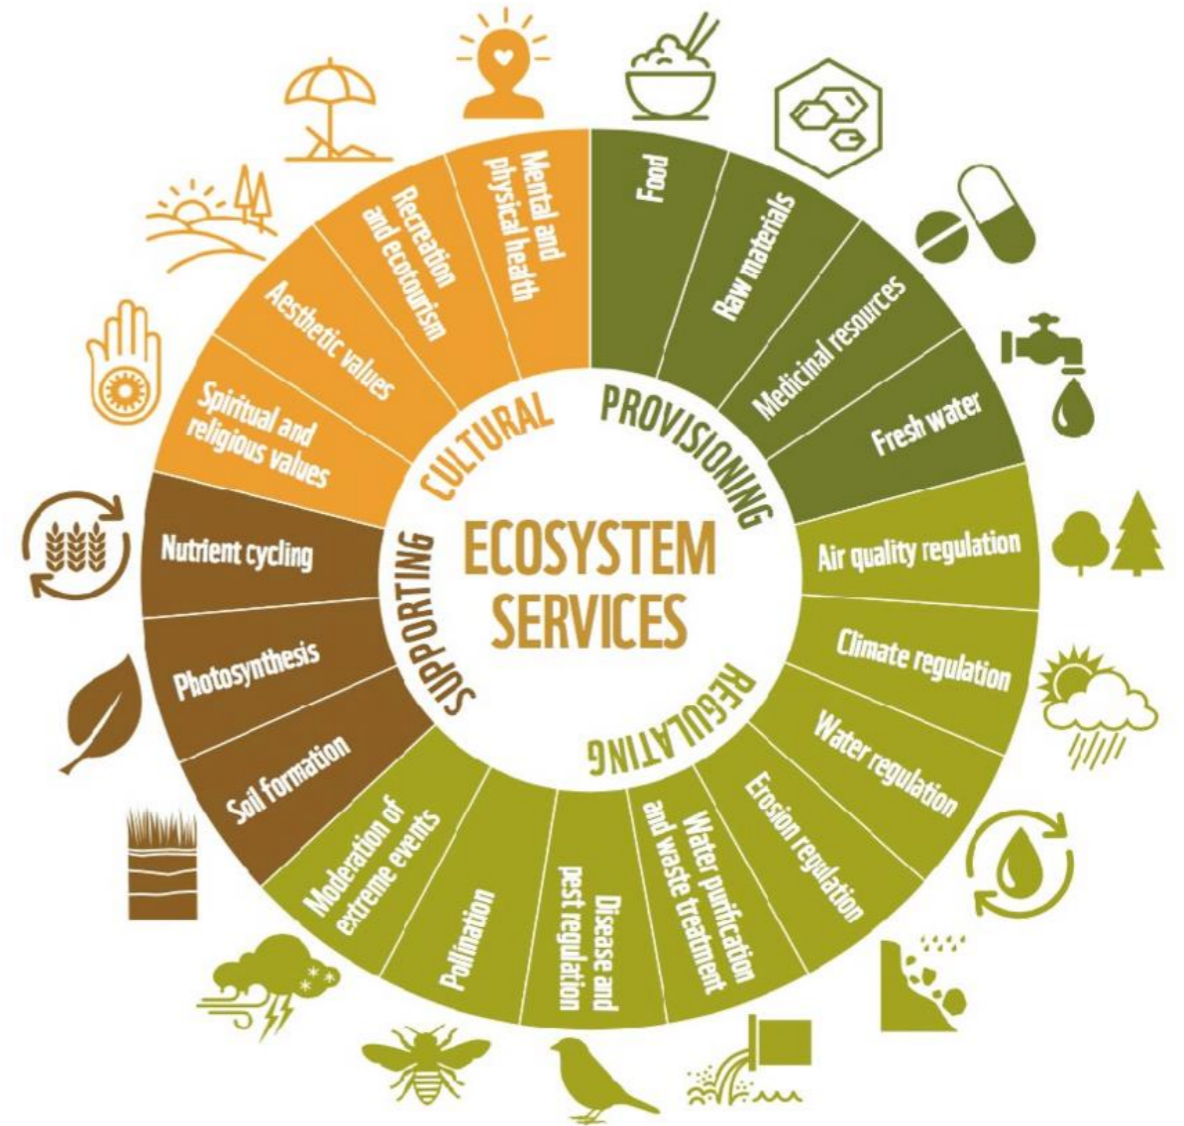 ECOSYSTEM
SERVICES
PROVISIONING
Food
Raw materials
Medicinal resources
Fresh water
REGULATING
Air quality regulation
Climate regulation
Water regulation
Erosion regulation
Water purification
and waste treatment
Disease and
pest regulation
Pollination
Moderation of
extreme events
SUPPORTING
Soil formation
Photosynthesis
Nutrient cycling
CULTURAL
Spiritual and
religious values
Aesthetic values
Recreation
and ecotourism
Mental and
physical health